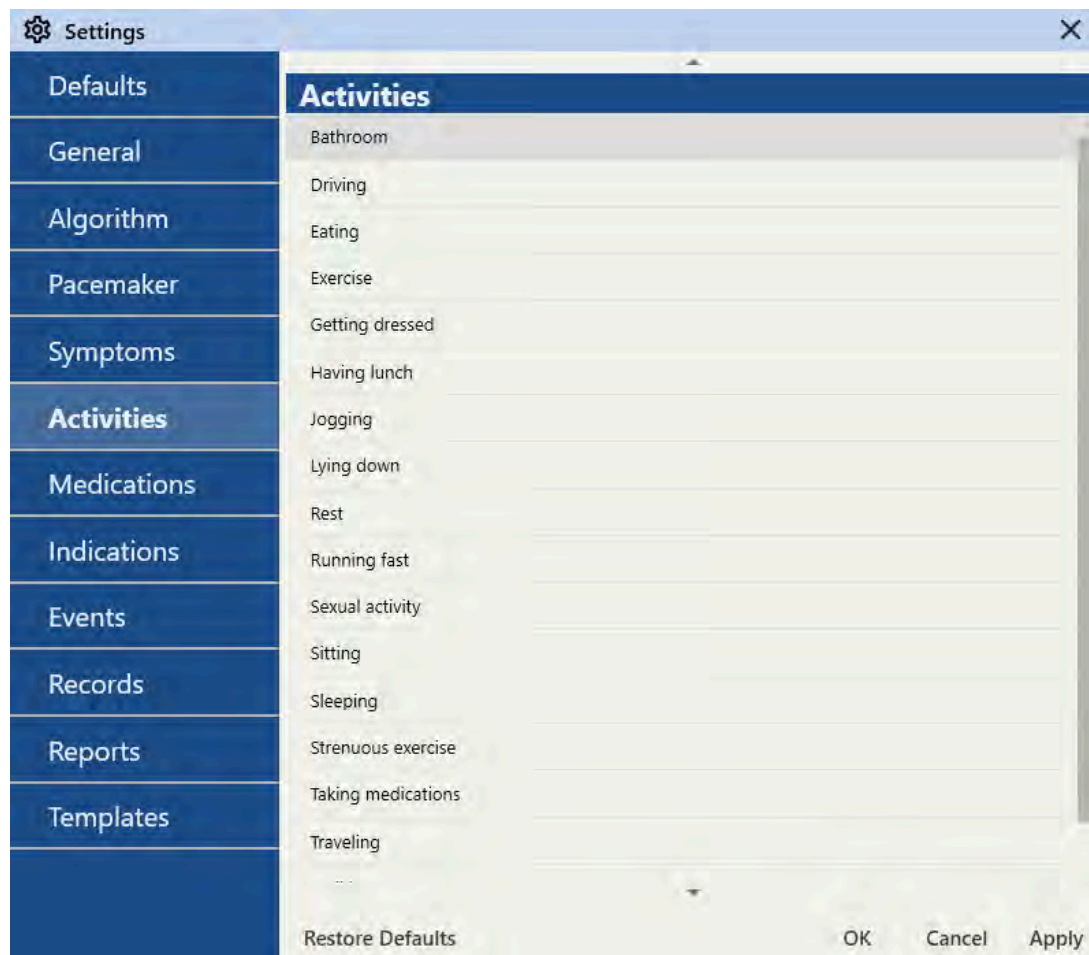 Settings
Defaults
General
Algorithm
Pacemaker
Symptoms
Activities
Medications
Indications
Events
Records
Reports
Templates
Activities
Bathroom
Driving
Eating
Exercise
Getting dressed
Having lunch
Jogging
Lying down
Rest
Running fast
Sexual activity
Sitting
Sleeping
Strenuous exercise
Taking medications
Traveling
Restore Defaults OK Cancel Apply